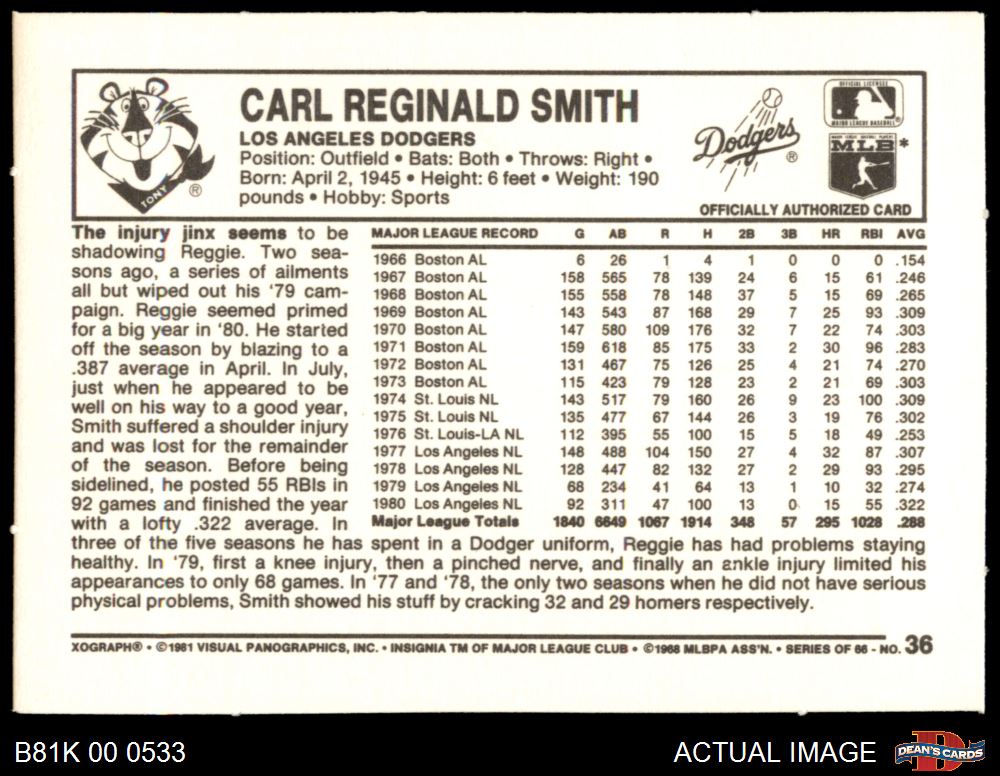 CARL REGINALD SMITH
LOS ANGELES DODGERS
Position: Outfield • Bats: Both • Throws: Right •
Born: April 2, 1945 • Height: 6 feet • Weight: 190
pounds • Hobby: Sports
TONY
®
Dodgers
®
OFFICIAL LICENSEE
MAJOR LEAGUE BASEBALL®
MAJOR LEAGUE BASEBALL PLAYERS
MLB *
OFFICIALLY AUTHORIZED CARD
The injury jinx seems to be
shadowing Reggie. Two sea-
sons ago, a series of ailments
all but wiped out his '79 cam-
paign. Reggie seemed primed
for a big year in '80. He started
off the season by blazing to a
.387 average in April. In July,
just when he appeared to be
well on his way to a good year,
Smith suffered a shoulder injury
and was lost for the remainder
of the season. Before being
sidelined, he posted 55 RBIs in
92 games and finished the year
with a lofty .322 average. In
three of the five seasons he has spent in a Dodger uniform, Reggie has had problems staying
healthy. In '79, first a knee injury, then a pinched nerve, and finally an ankle injury limited his
appearances to only 68 games. In '77 and '78, the only two seasons when he did not have serious
physical problems, Smith showed his stuff by cracking 32 and 29 homers respectively.
MAJOR LEAGUE RECORD G AB R H 2B 3B HR RBI AVG
1966 Boston AL 6 26 1 4 1 0 0 0 .154
1967 Boston AL 158 565 78 139 24 6 15 61 .246
1968 Boston AL 155 558 78 148 37 5 15 69 .265
1969 Boston AL 143 543 87 168 29 7 25 93 .309
1970 Boston AL 147 580 109 176 32 7 22 74 .303
1971 Boston AL 159 618 85 175 33 2 30 96 .283
1972 Boston AL 131 467 75 126 25 4 21 74 .270
1973 Boston AL 115 423 79 128 23 2 21 69 .303
1974 St. Louis NL 143 517 79 160 26 9 23 100 .309
1975 St. Louis NL 135 477 67 144 26 3 19 76 .302
1976 St. Louis-LA NL 112 395 55 100 15 5 18 49 .253
1977 Los Angeles NL 148 488 104 150 27 4 32 87 .307
1978 Los Angeles NL 128 447 82 132 27 2 29 93 .295
1979 Los Angeles NL 68 234 41 64 13 1 10 32 .274
1980 Los Angeles NL 92 311 47 100 13 0 15 55 .322
Major League Totals 1840 6649 1067 1914 348 57 295 1028 .288
XOGRAPH® • ©1981 VISUAL PANOGRAPHICS, INC. • INSIGNIA TM OF MAJOR LEAGUE CLUB • ©1968 MLBPA ASS'N. • SERIES OF 66 - NO. 36
B81K 00 0533
ACTUAL IMAGE
DEAN'S CARDS